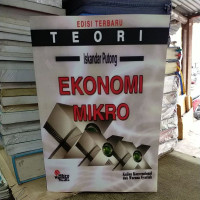 EDISI TERBARU
TEORI
Iskandar Putong
EKONOMI
MIKRO